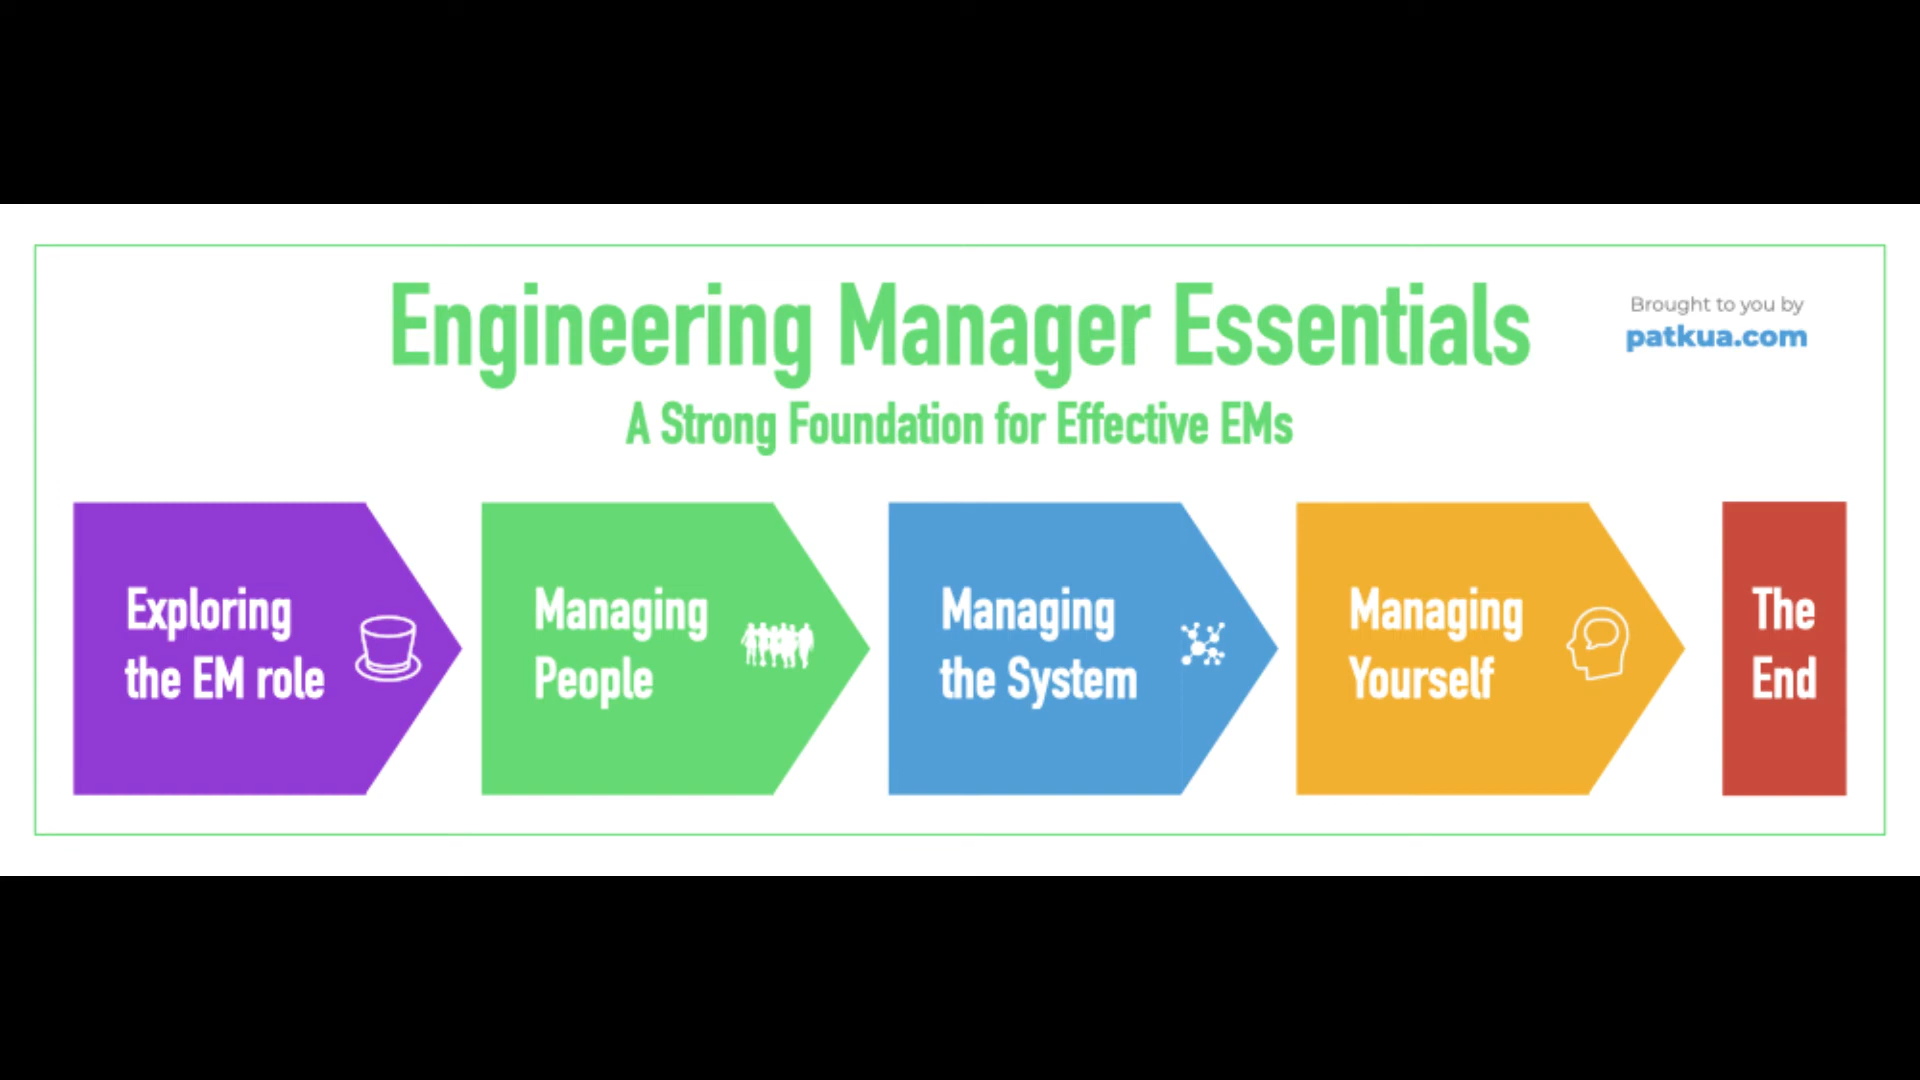 Engineering Manager Essentials
Brought to you by
patkua.com
A Strong Foundation for Effective EMs
Exploring
the EM role
Managing
People
Managing
the System
Managing
Yourself
The
End